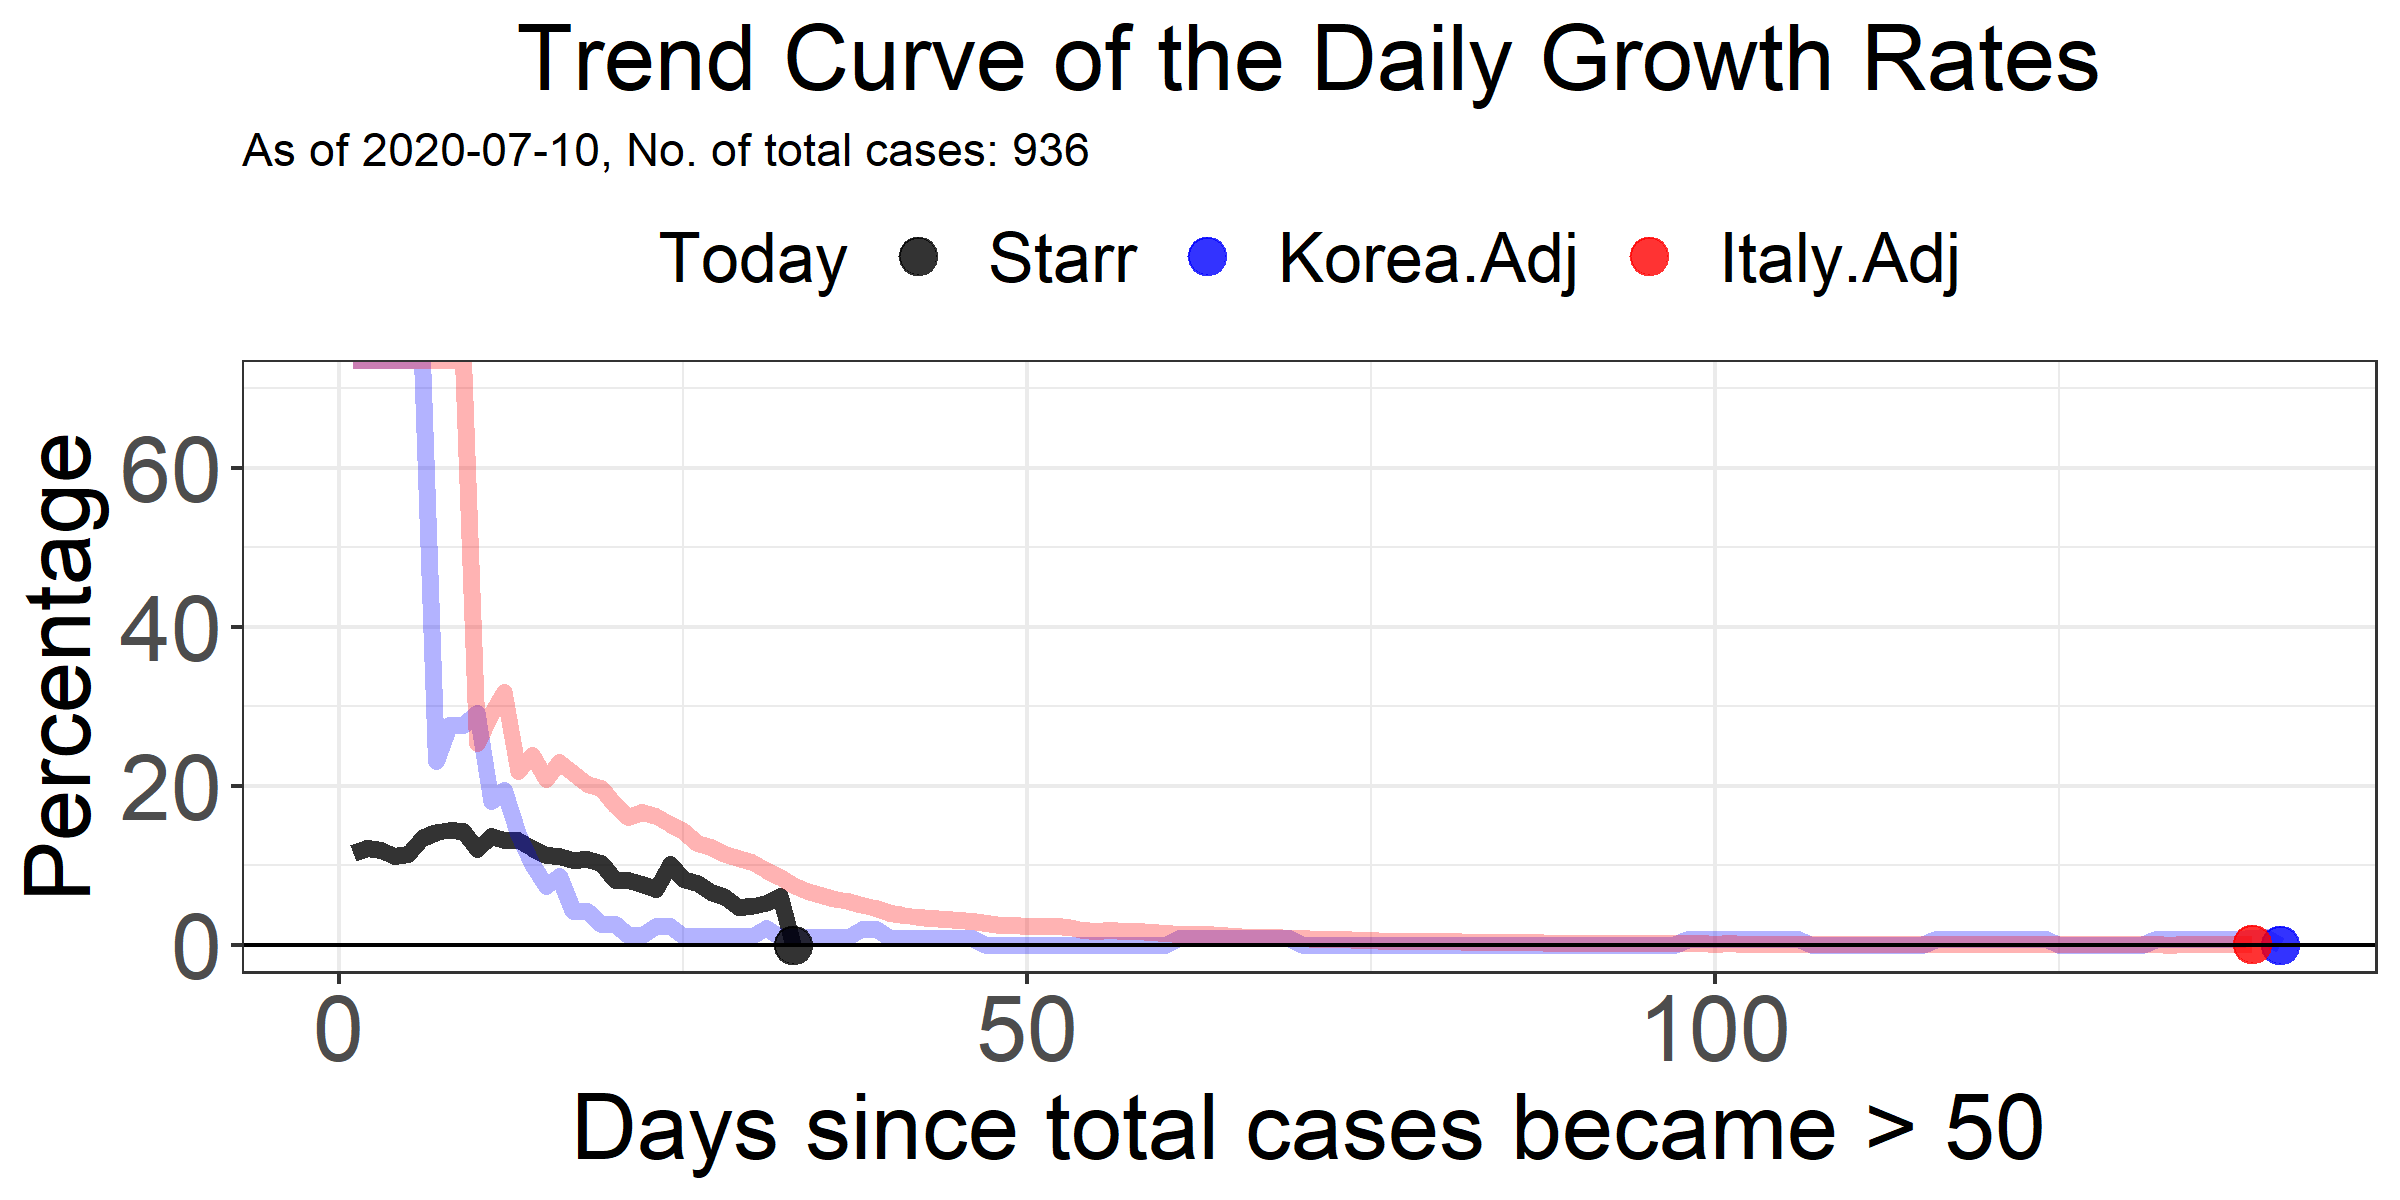 Trend Curve of the Daily Growth Rates
As of 2020-07-10, No. of total cases: 936
Today Starr Korea.Adj Italy.Adj
Percentage
60
40
20
0
0 50 100
Days since total cases became > 50